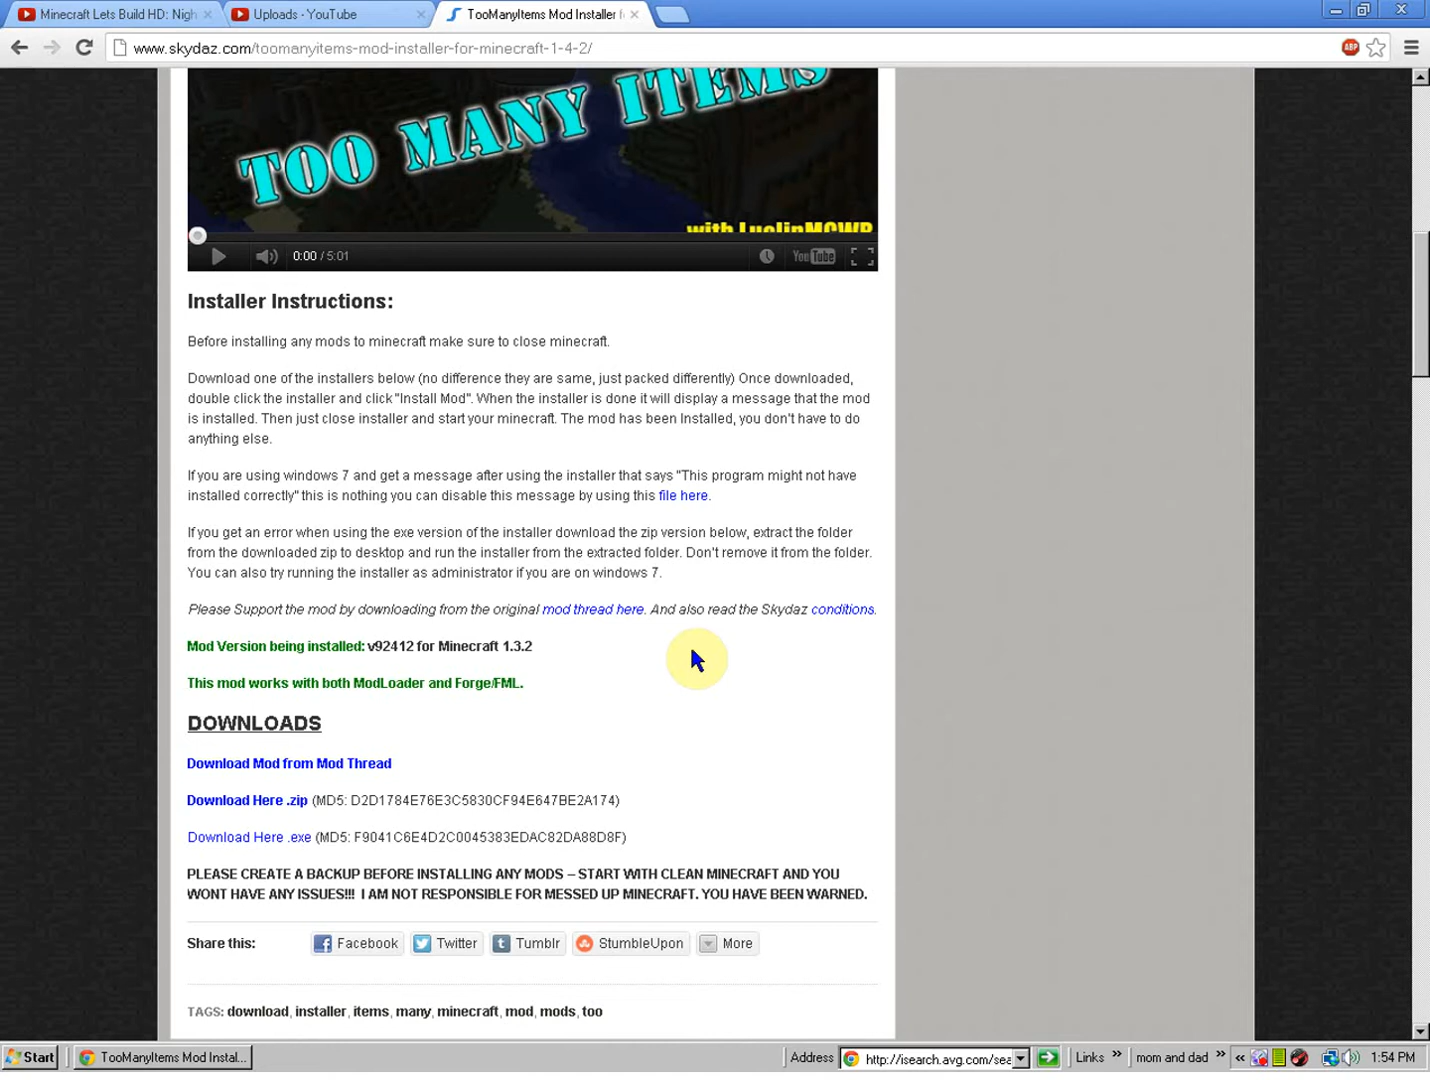 Minecraft Lets Build HD: Nigh
Uploads - YouTube
TooManyItems Mod Installer f
www.skydaz.com/toomanyitems-mod-installer-for-minecraft-1-4-2/
ABP
TOO MANY ITEMS
with LuclinMCWB
0:00 / 5:01
YouTube
Installer Instructions:
Before installing any mods to minecraft make sure to close minecraft.
Download one of the installers below (no difference they are same, just packed differently) Once downloaded,
double click the installer and click "Install Mod". When the installer is done it will display a message that the mod
is installed. Then just close installer and start your minecraft. The mod has been Installed, you don't have to do
anything else.
If you are using windows 7 and get a message after using the installer that says "This program might not have
installed correctly" this is nothing you can disable this message by using this file here.
If you get an error when using the exe version of the installer download the zip version below, extract the folder
from the downloaded zip to desktop and run the installer from the extracted folder. Don't remove it from the folder.
You can also try running the installer as administrator if you are on windows 7.
Please Support the mod by downloading from the original mod thread here. And also read the Skydaz conditions.
Mod Version being installed: v92412 for Minecraft 1.3.2
This mod works with both ModLoader and Forge/FML.
DOWNLOADS
Download Mod from Mod Thread
Download Here .zip (MD5: D2D1784E76E3C5830CF94E647BE2A174)
Download Here .exe (MD5: F9041C6E4D2C0045383EDAC82DA88D8F)
PLEASE CREATE A BACKUP BEFORE INSTALLING ANY MODS – START WITH CLEAN MINECRAFT AND YOU
WONT HAVE ANY ISSUES!!! I AM NOT RESPONSIBLE FOR MESSED UP MINECRAFT. YOU HAVE BEEN WARNED.
Share this: Facebook Twitter Tumblr StumbleUpon More
TAGS: download, installer, items, many, minecraft, mod, mods, too
Start TooManyItems Mod Instal... Address http://isearch.avg.com/sea Links » mom and dad » « 1:54 PM